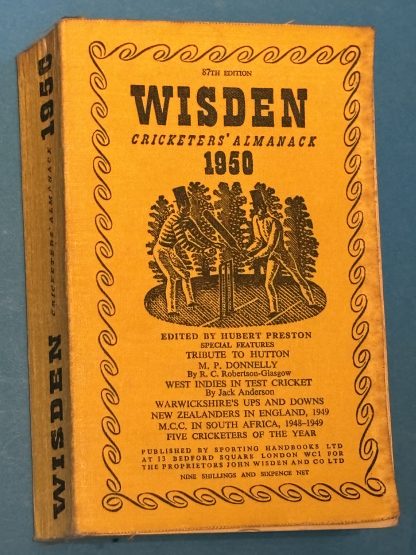 87TH EDITION
WISDEN
CRICKETERS' ALMANACK
1950
EDITED BY HUBERT PRESTON
SPECIAL FEATURES
TRIBUTE TO HUTTON
M. P. DONNELLY
By R. C. Robertson-Glasgow
WEST INDIES IN TEST CRICKET
By Jack Anderson
WARWICKSHIRE'S UPS AND DOWNS
NEW ZEALANDERS IN ENGLAND, 1949
M.C.C. IN SOUTH AFRICA, 1948-1949
FIVE CRICKETERS OF THE YEAR
PUBLISHED BY SPORTING HANDBOOKS LTD
AT 13 BEDFORD SQUARE LONDON WC1 FOR
THE PROPRIETORS JOHN WISDEN AND CO LTD
NINE SHILLINGS AND SIXPENCE NET
WISDEN CRICKETERS' ALMANACK 1950